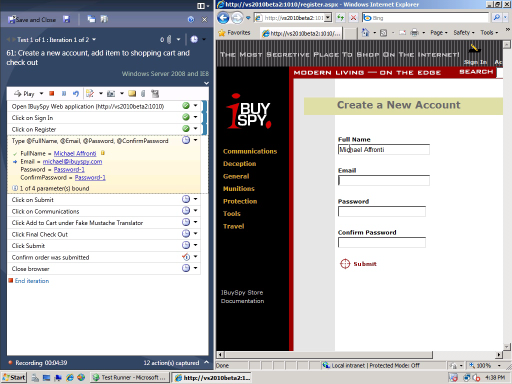 Save and Close
Test 1 of 1 : Iteration 1 of 2
0
61: Create a new account, add item to shopping cart and check out
Windows Server 2008 and IE8
Play
Open IBuySpy Web application (http://vs2010beta2:1010)
Click on Sign In
Click on Register
Type @FullName, @Email, @Password, @ConfirmPassword
FullName = Michael Affronti
Email = michael@ibuyspy.com
Password = Password-1
ConfirmPassword = Password-1
1 of 4 parameter(s) bound
Click on Submit
Click on Communications
Click Add to Cart under Fake Mustache Translator
Click Final Check Out
Click Submit
Confirm order was submitted
Close browser
End iteration
Recording 00:04:39
12 action(s) captured
http://vs2010beta2:1010/register.aspx - Windows Internet Explorer
http://vs2010beta2:1010/
Bing
Favorites
http://vs2010beta2:1010/...
Page
Safety
Tools
The Most Secretive Place To Shop On The Internet!
Sign In
MODERN LIVING — ON THE EDGE
SEARCH
iBUY
SPY.
Communications
Deception
General
Munitions
Protection
Tools
Travel
IBuySpy Store
Documentation
Create a New Account
Full Name
Michael Affronti
Email
Password
Confirm Password
Submit
Done
Local intranet | Protected Mode: Off
100%
Start
Test Runner - Microsoft ...
http://vs2010beta2:1...
4:38 PM